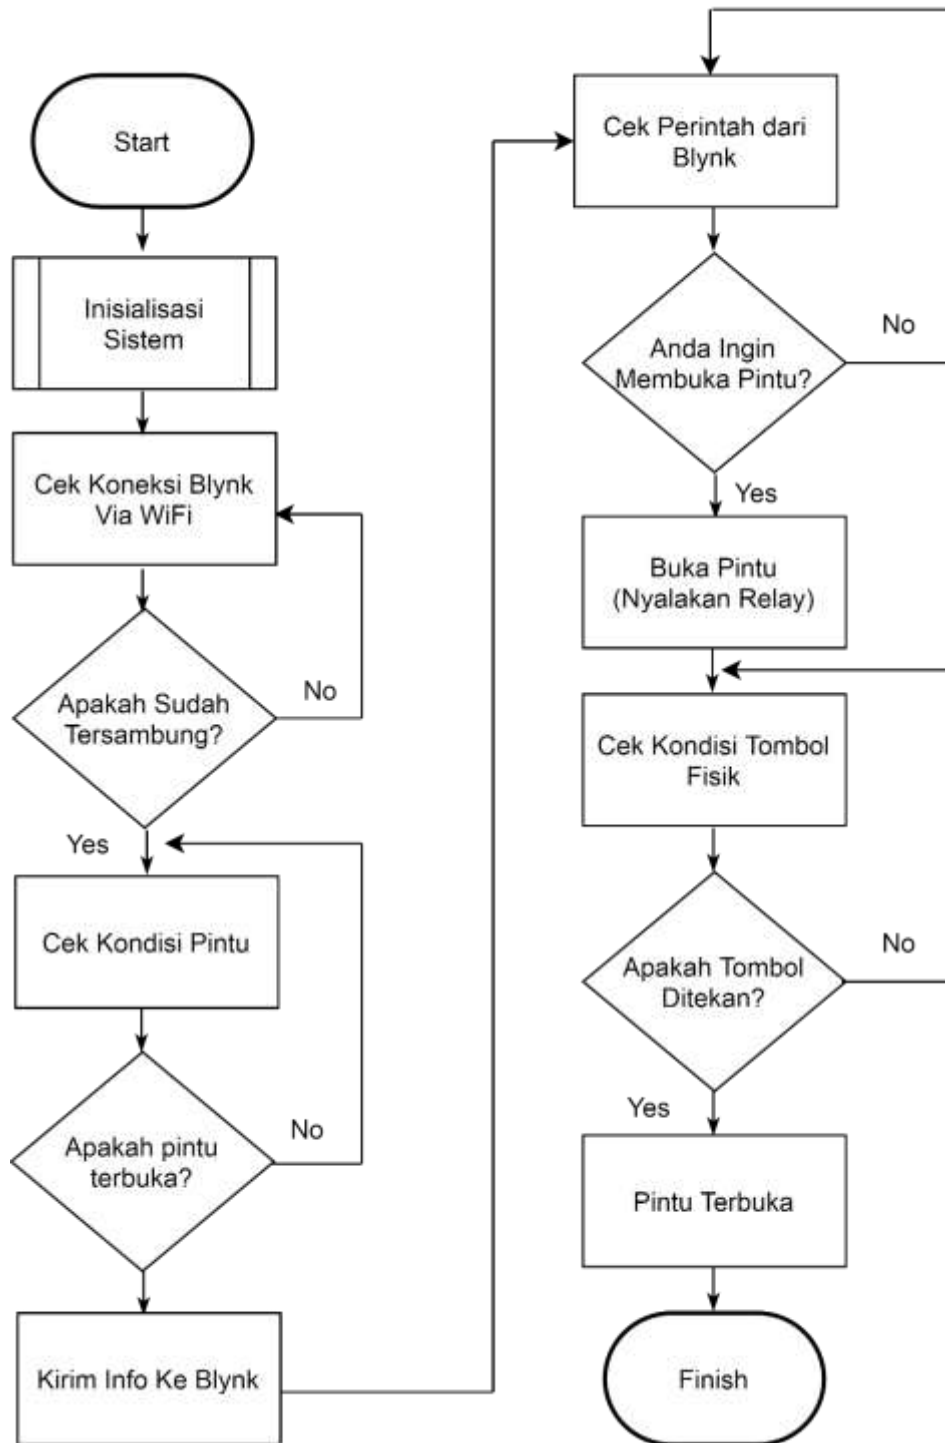 Start
Inisialisasi
Sistem
Cek Koneksi Blynk
Via WiFi
Apakah Sudah
Tersambung?
No
Yes
Cek Kondisi Pintu
Apakah pintu
terbuka?
No
Kirim Info Ke Blynk
Cek Perintah dari
Blynk
Anda Ingin
Membuka Pintu?
No
Yes
Buka Pintu
(Nyalakan Relay)
Cek Kondisi Tombol
Fisik
Apakah Tombol
Ditekan?
No
Yes
Pintu Terbuka
Finish